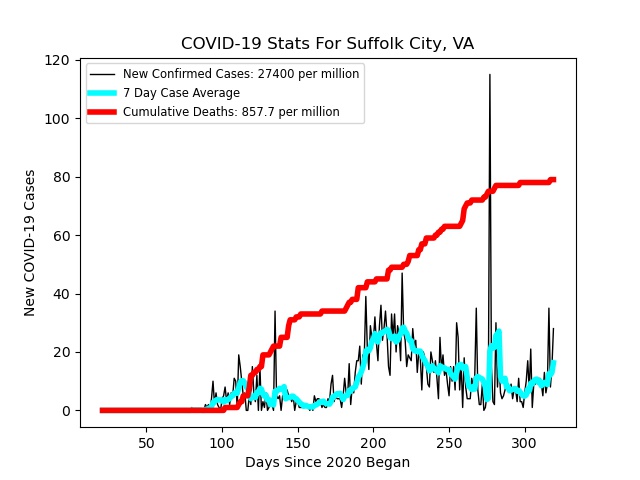 COVID-19 Stats For Suffolk City, VA
New Confirmed Cases: 27400 per million
7 Day Case Average
Cumulative Deaths: 857.7 per million
New COVID-19 Cases
120
100
80
60
40
20
0
50 100 150 200 250 300
Days Since 2020 Began